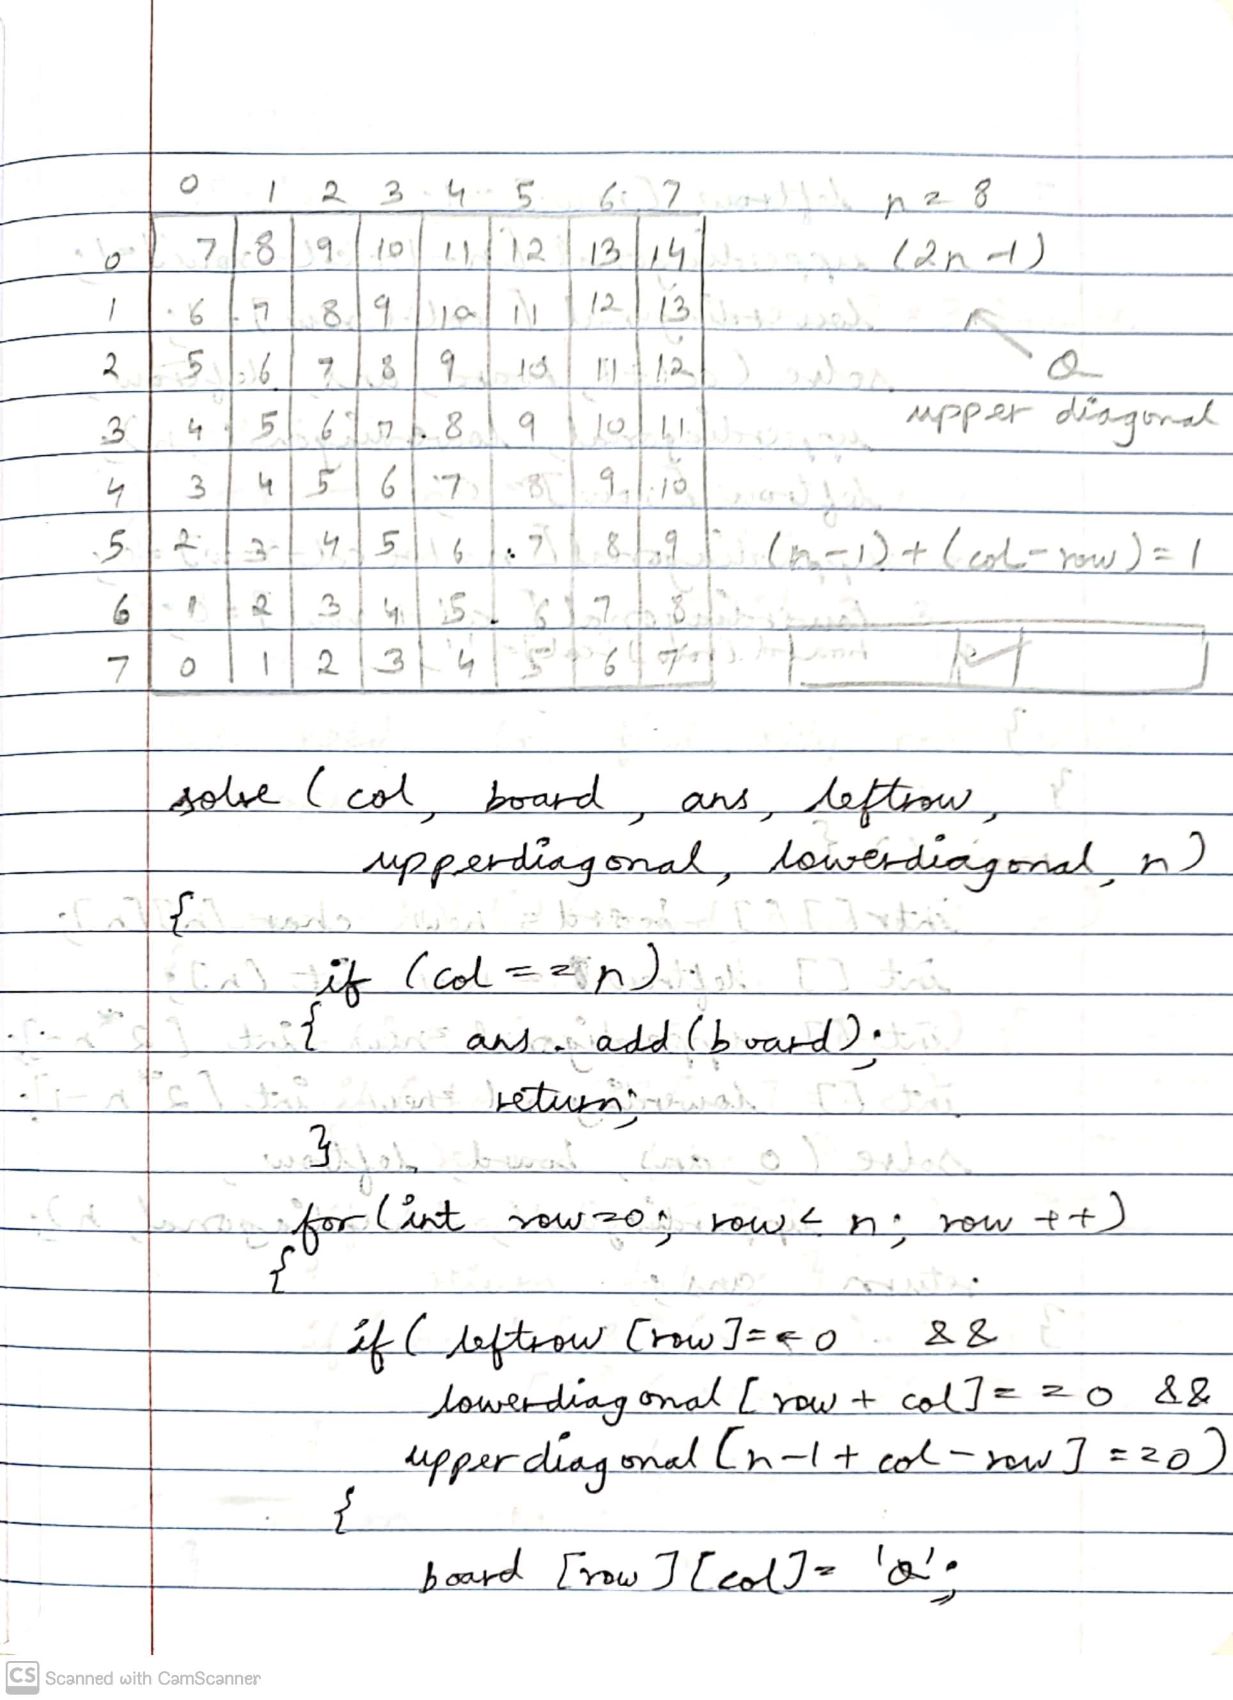 0 1 2 3 4 5 6 7 n = 8
0 7 8 9 10 11 12 13 14 (2n-1)
1 6 7 8 9 10 11 12 13
2 5 6 7 8 9 10 11 12 Q
3 4 5 6 7 8 9 10 11 upper diagonal
4 3 4 5 6 7 8 9 10
5 2 3 4 5 6 7 8 9 (n-1) + (col-row) = 1
6 1 2 3 4 5 6 7 8
7 0 1 2 3 4 5 6 7
solve (col, board, ans, leftrow,
upperdiagonal, lowerdiagonal, n)
{
if (col == n)
{ ans.add(board);
return;
}
for(int row=0; row < n; row ++)
{
if( leftrow [row]==0 &&
lowerdiagonal [row + col]==0 &&
upperdiagonal [n-1+col-row] ==0)
{
board [row][col]= 'Q';
CS Scanned with CamScanner